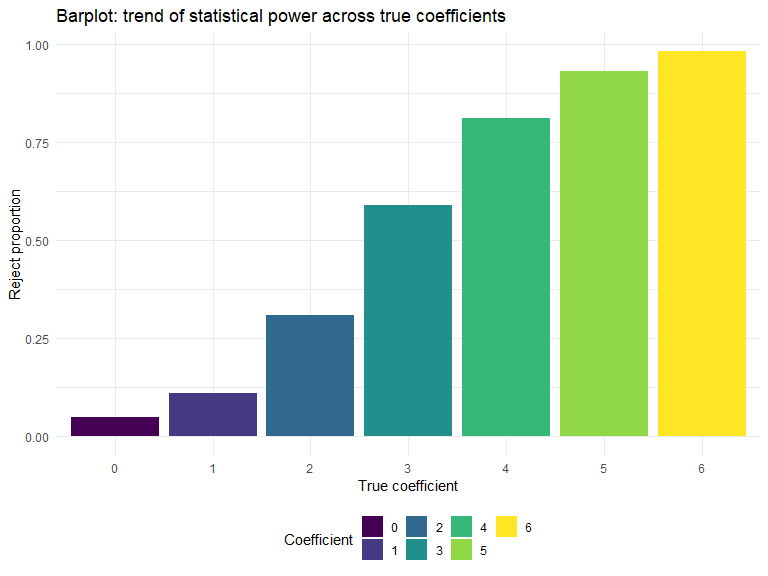 Barplot: trend of statistical power across true coefficients
1.00
0.75
0.50
0.25
0.00
Reject proportion
0 1 2 3 4 5 6
True coefficient
Coefficient
0 2 4 6
1 3 5